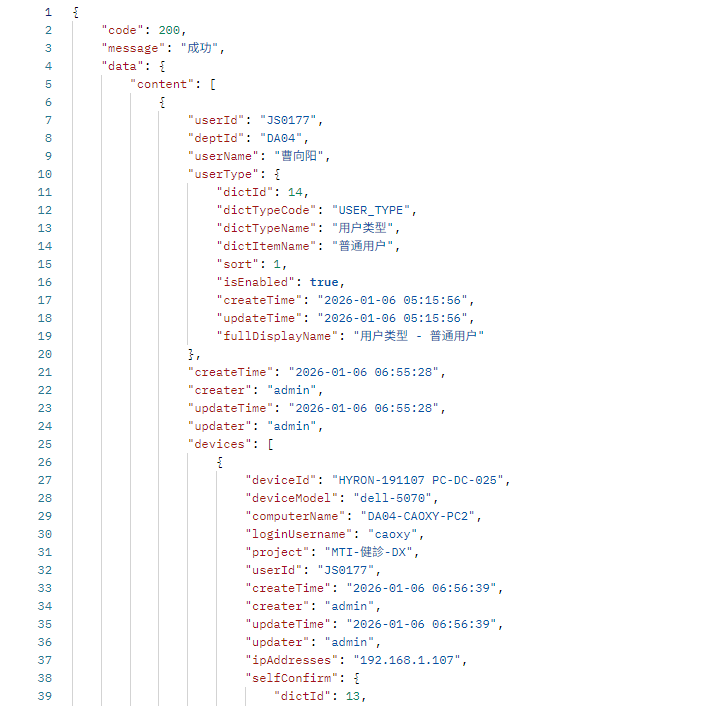 1 {
2 "code": 200,
3 "message": "成功",
4 "data": {
5 "content": [
6 {
7 "userId": "JS0177",
8 "deptId": "DA04",
9 "userName": "曹向阳",
10 "userType": {
11 "dictId": 14,
12 "dictTypeCode": "USER_TYPE",
13 "dictTypeName": "用户类型",
14 "dictItemName": "普通用户",
15 "sort": 1,
16 "isEnabled": true,
17 "createTime": "2026-01-06 05:15:56",
18 "updateTime": "2026-01-06 05:15:56",
19 "fullDisplayName": "用户类型 - 普通用户"
20 },
21 "createTime": "2026-01-06 06:55:28",
22 "creater": "admin",
23 "updateTime": "2026-01-06 06:55:28",
24 "updater": "admin",
25 "devices": [
26 {
27 "deviceId": "HYRON-191107 PC-DC-025",
28 "deviceModel": "dell-5070",
29 "computerName": "DA04-CAOXY-PC2",
30 "loginUsername": "caoxy",
31 "project": "MTI-健診-DX",
32 "userId": "JS0177",
33 "createTime": "2026-01-06 06:56:39",
34 "creater": "admin",
35 "updateTime": "2026-01-06 06:56:39",
36 "updater": "admin",
37 "ipAddresses": "192.168.1.107",
38 "selfConfirm": {
39 "dictId": 13,